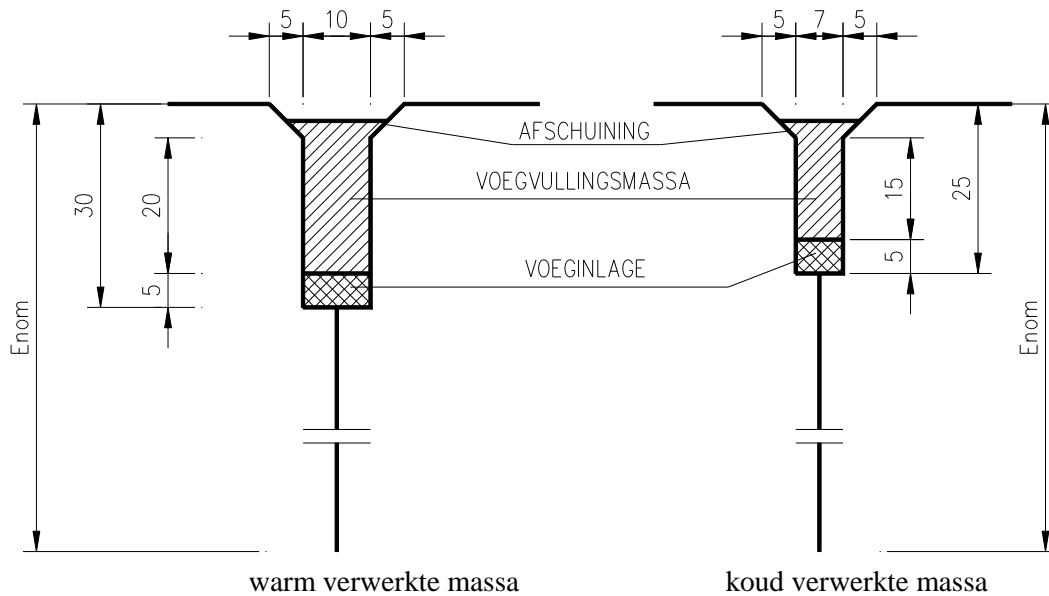 5 10 5 5 7 5
AFSCHUINING
VOEGVULLINGSMASSA
30 20 15 25
VOEGINLAGE
5 5
Enom Enom
warm verwerkte massa koud verwerkte massa